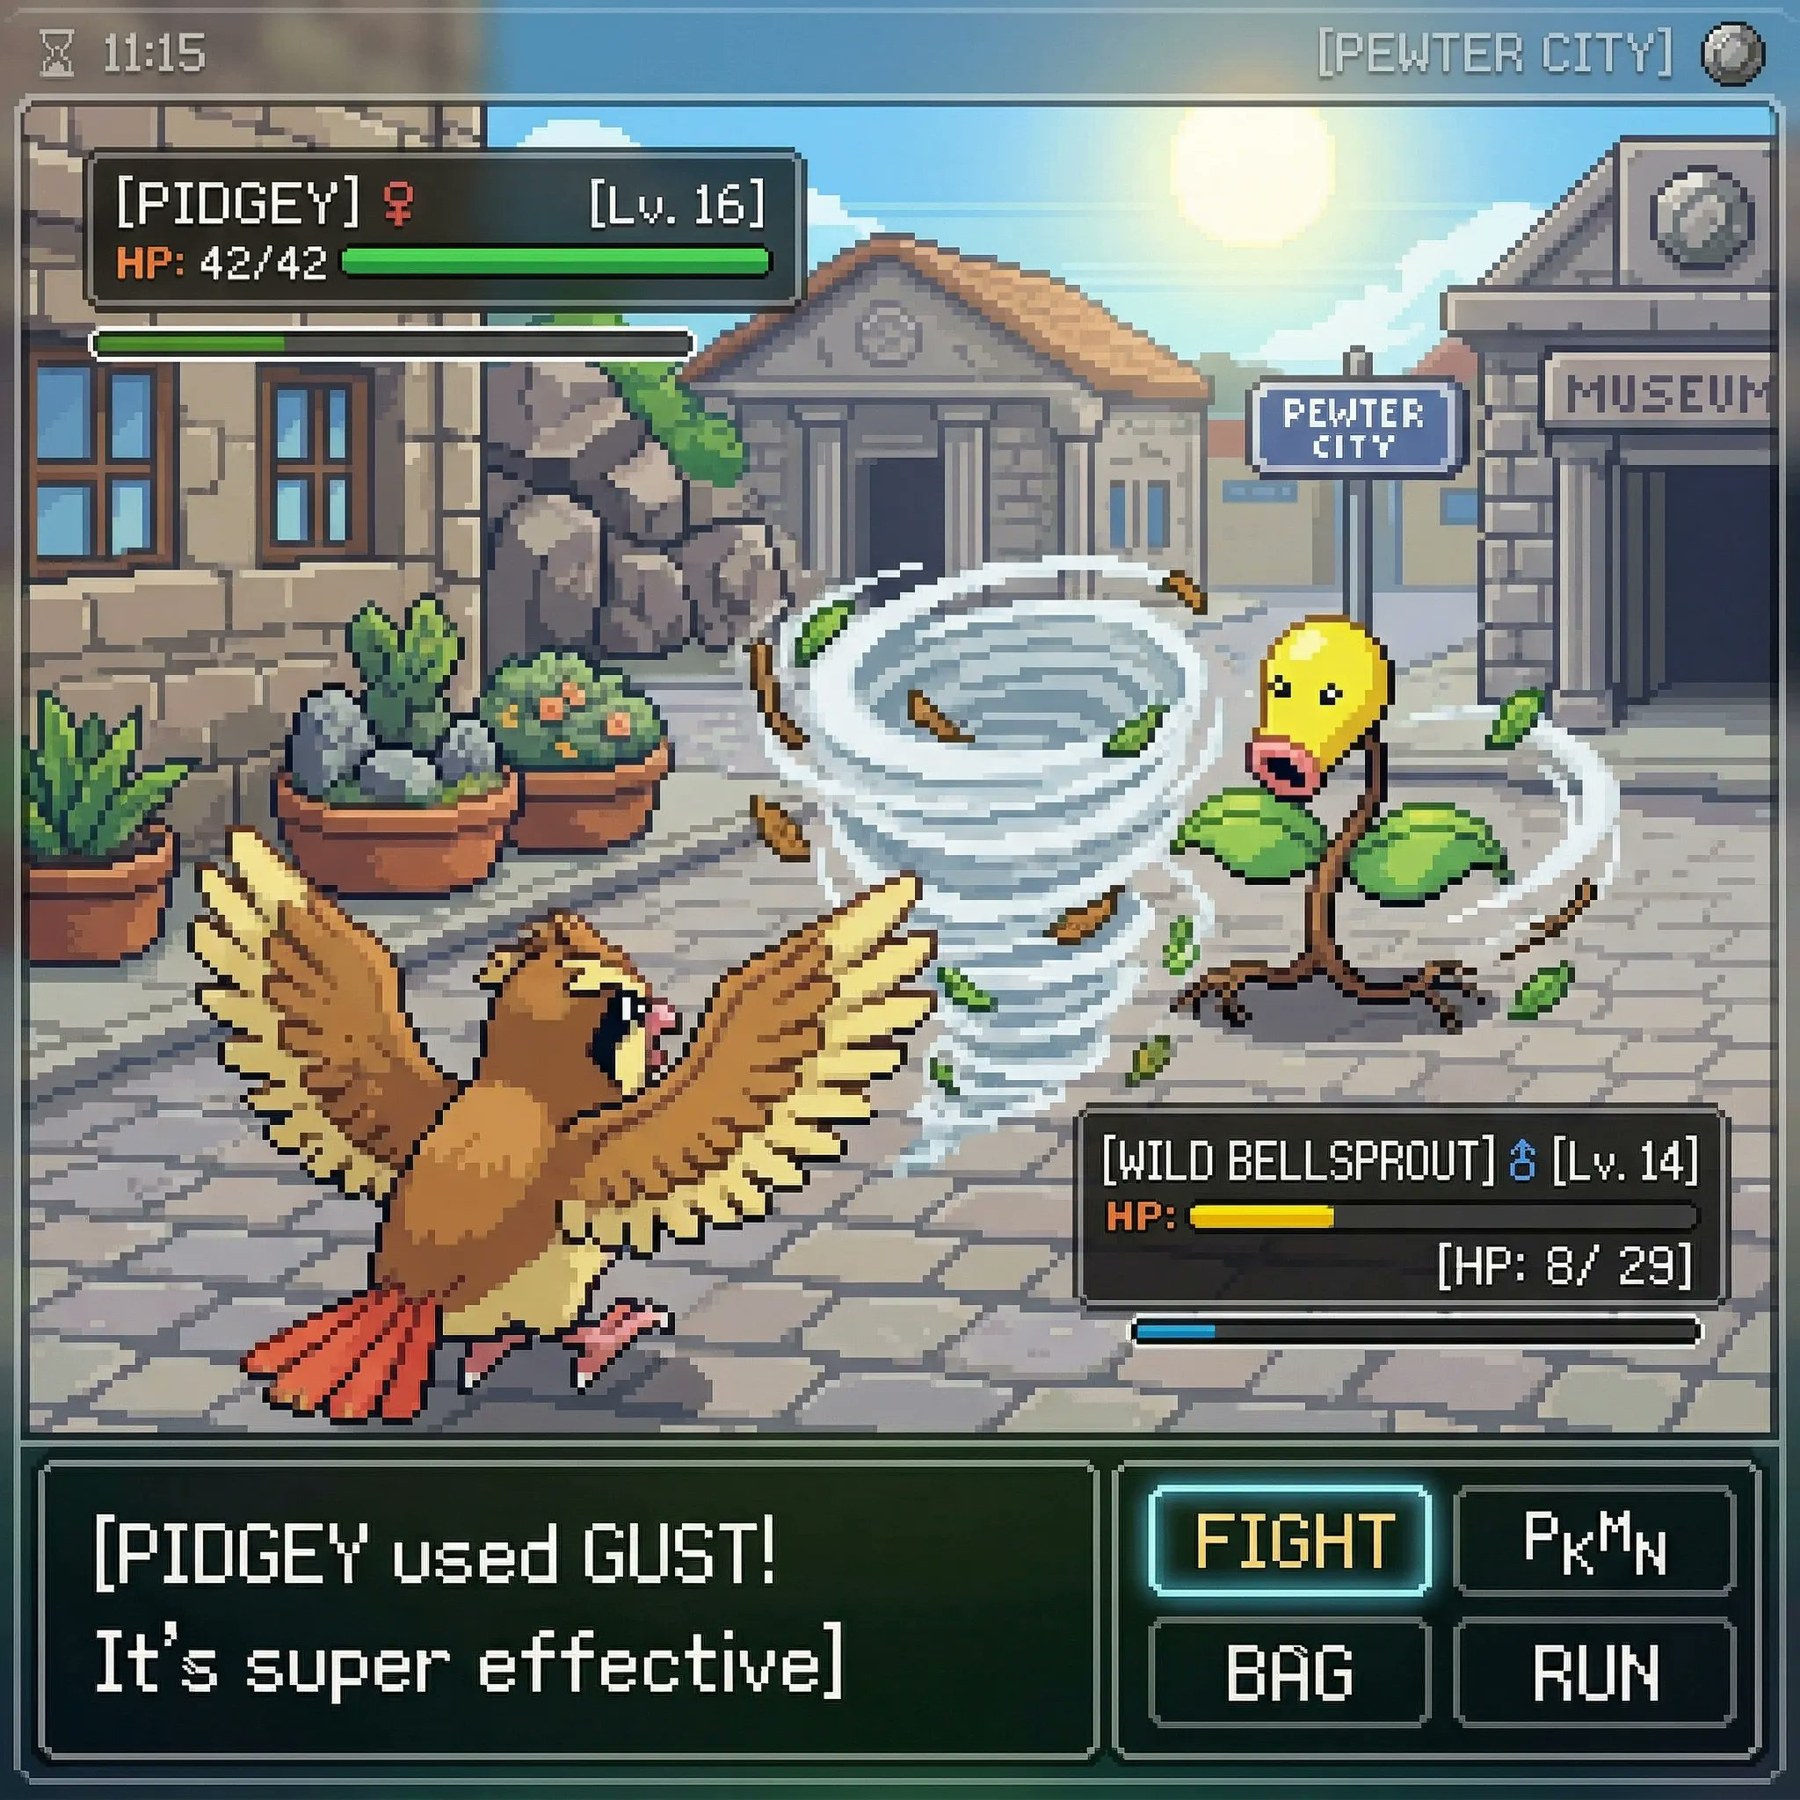 11:15
[PEWTER CITY]
[PIDGEY] ♀ [Lv. 16]
HP: 42/42
PEWTER
CITY
MUSEUM
[WILD BELLSPROUT] ♂ [Lv. 14]
HP:
[HP: 8/ 29]
[PIDGEY used GUST!
It's super effective]
FIGHT
PKMN
BAG
RUN